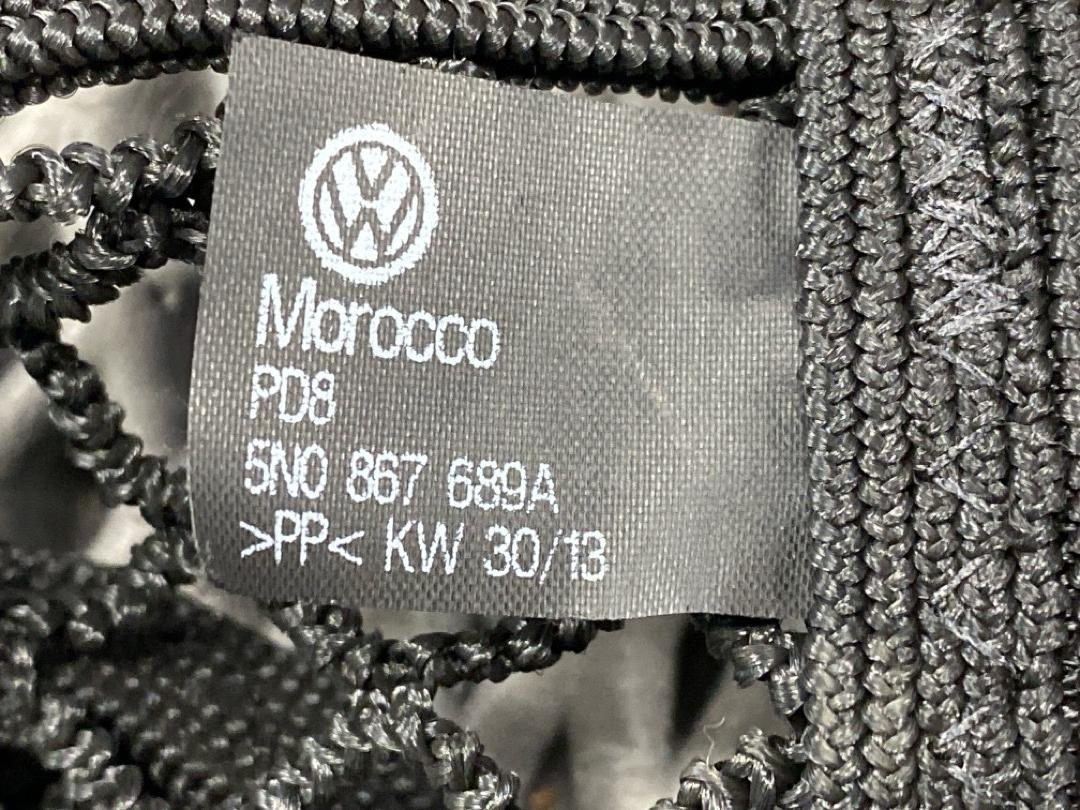 Morocco
PD8
5N0 867 689A
>PP< KW 30/13